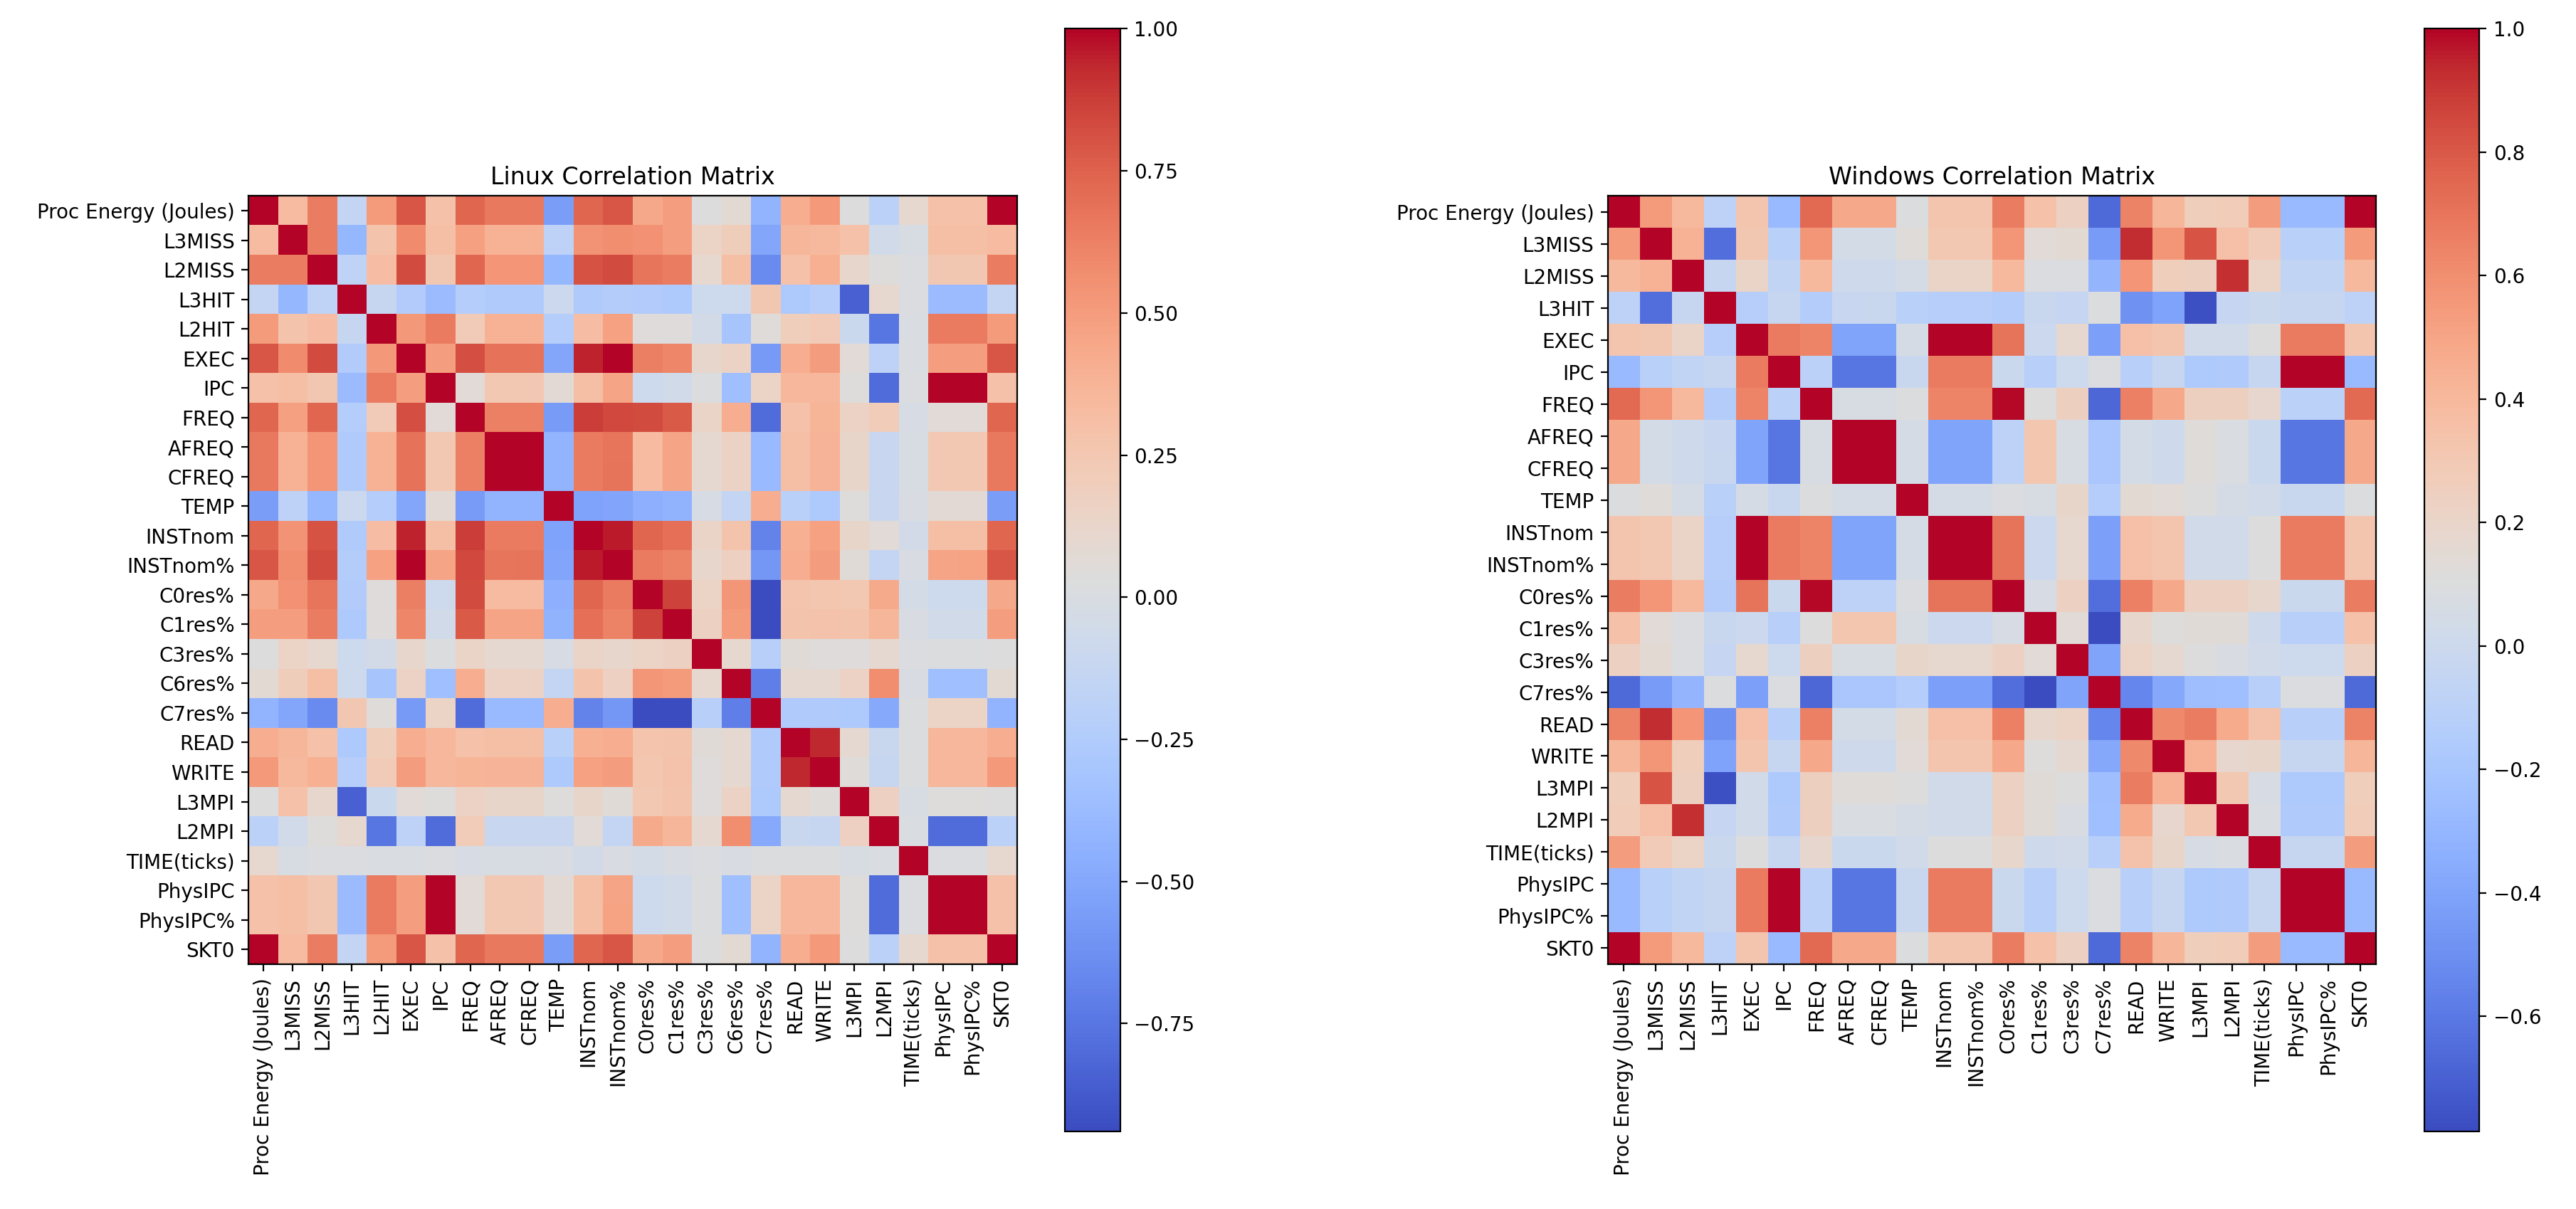 Linux Correlation Matrix
Proc Energy (Joules)
L3MISS
L2MISS
L3HIT
L2HIT
EXEC
IPC
FREQ
AFREQ
CFREQ
TEMP
INSTnom
INSTnom%
C0res%
C1res%
C3res%
C6res%
C7res%
READ
WRITE
L3MPI
L2MPI
TIME(ticks)
PhysIPC
PhysIPC%
SKT0
Proc Energy (Joules)
L3MISS
L2MISS
L3HIT
L2HIT
EXEC
IPC
FREQ
AFREQ
CFREQ
TEMP
INSTnom
INSTnom%
C0res%
C1res%
C3res%
C6res%
C7res%
READ
WRITE
L3MPI
L2MPI
TIME(ticks)
PhysIPC
PhysIPC%
SKT0
1.00
0.75
0.50
0.25
0.00
−0.25
−0.50
−0.75
Windows Correlation Matrix
Proc Energy (Joules)
L3MISS
L2MISS
L3HIT
EXEC
IPC
FREQ
AFREQ
CFREQ
TEMP
INSTnom
INSTnom%
C0res%
C1res%
C3res%
C7res%
READ
WRITE
L3MPI
L2MPI
TIME(ticks)
PhysIPC
PhysIPC%
SKT0
Proc Energy (Joules)
L3MISS
L2MISS
L3HIT
EXEC
IPC
FREQ
AFREQ
CFREQ
TEMP
INSTnom
INSTnom%
C0res%
C1res%
C3res%
C7res%
READ
WRITE
L3MPI
L2MPI
TIME(ticks)
PhysIPC
PhysIPC%
SKT0
1.0
0.8
0.6
0.4
0.2
0.0
−0.2
−0.4
−0.6